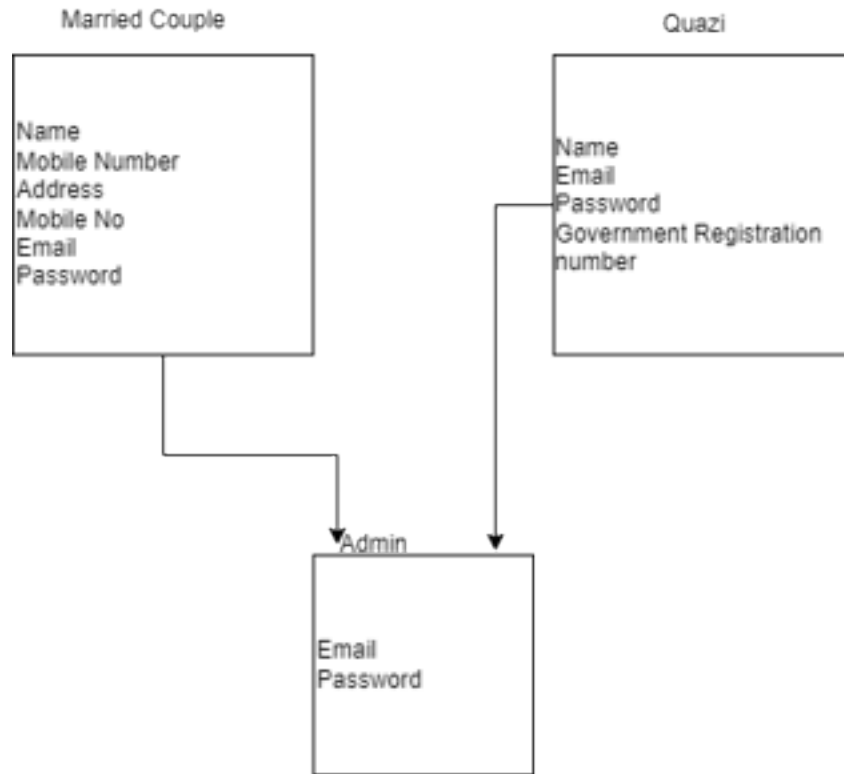 Married Couple
Name
Mobile Number
Address
Mobile No
Email
Password
Quazi
Name
Email
Password
Government Registration
number
Admin
Email
Password